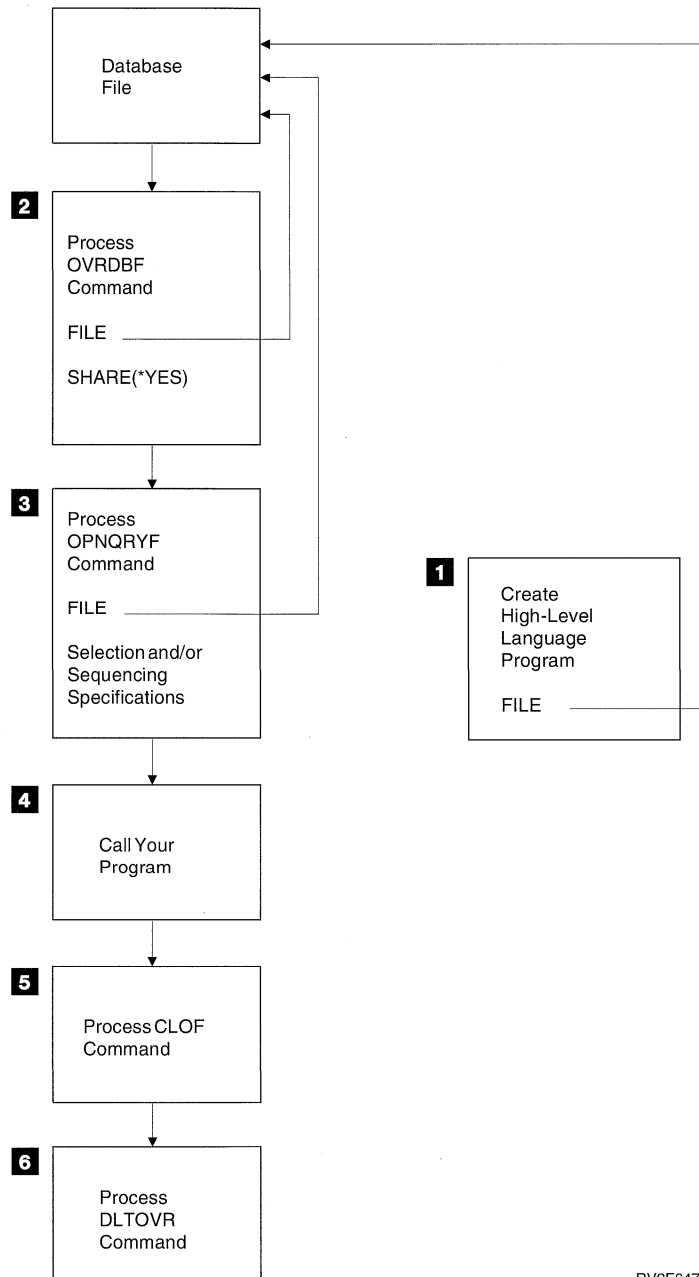 Database
File
2
Process
OVRDBF
Command
FILE
SHARE(*YES)
3
Process
OPNQRYF
Command
FILE
Selection and/or
Sequencing
Specifications
1
Create
High-Level
Language
Program
FILE
4
Call Your
Program
5
Process CLOF
Command
6
Process
DLTOVR
Command